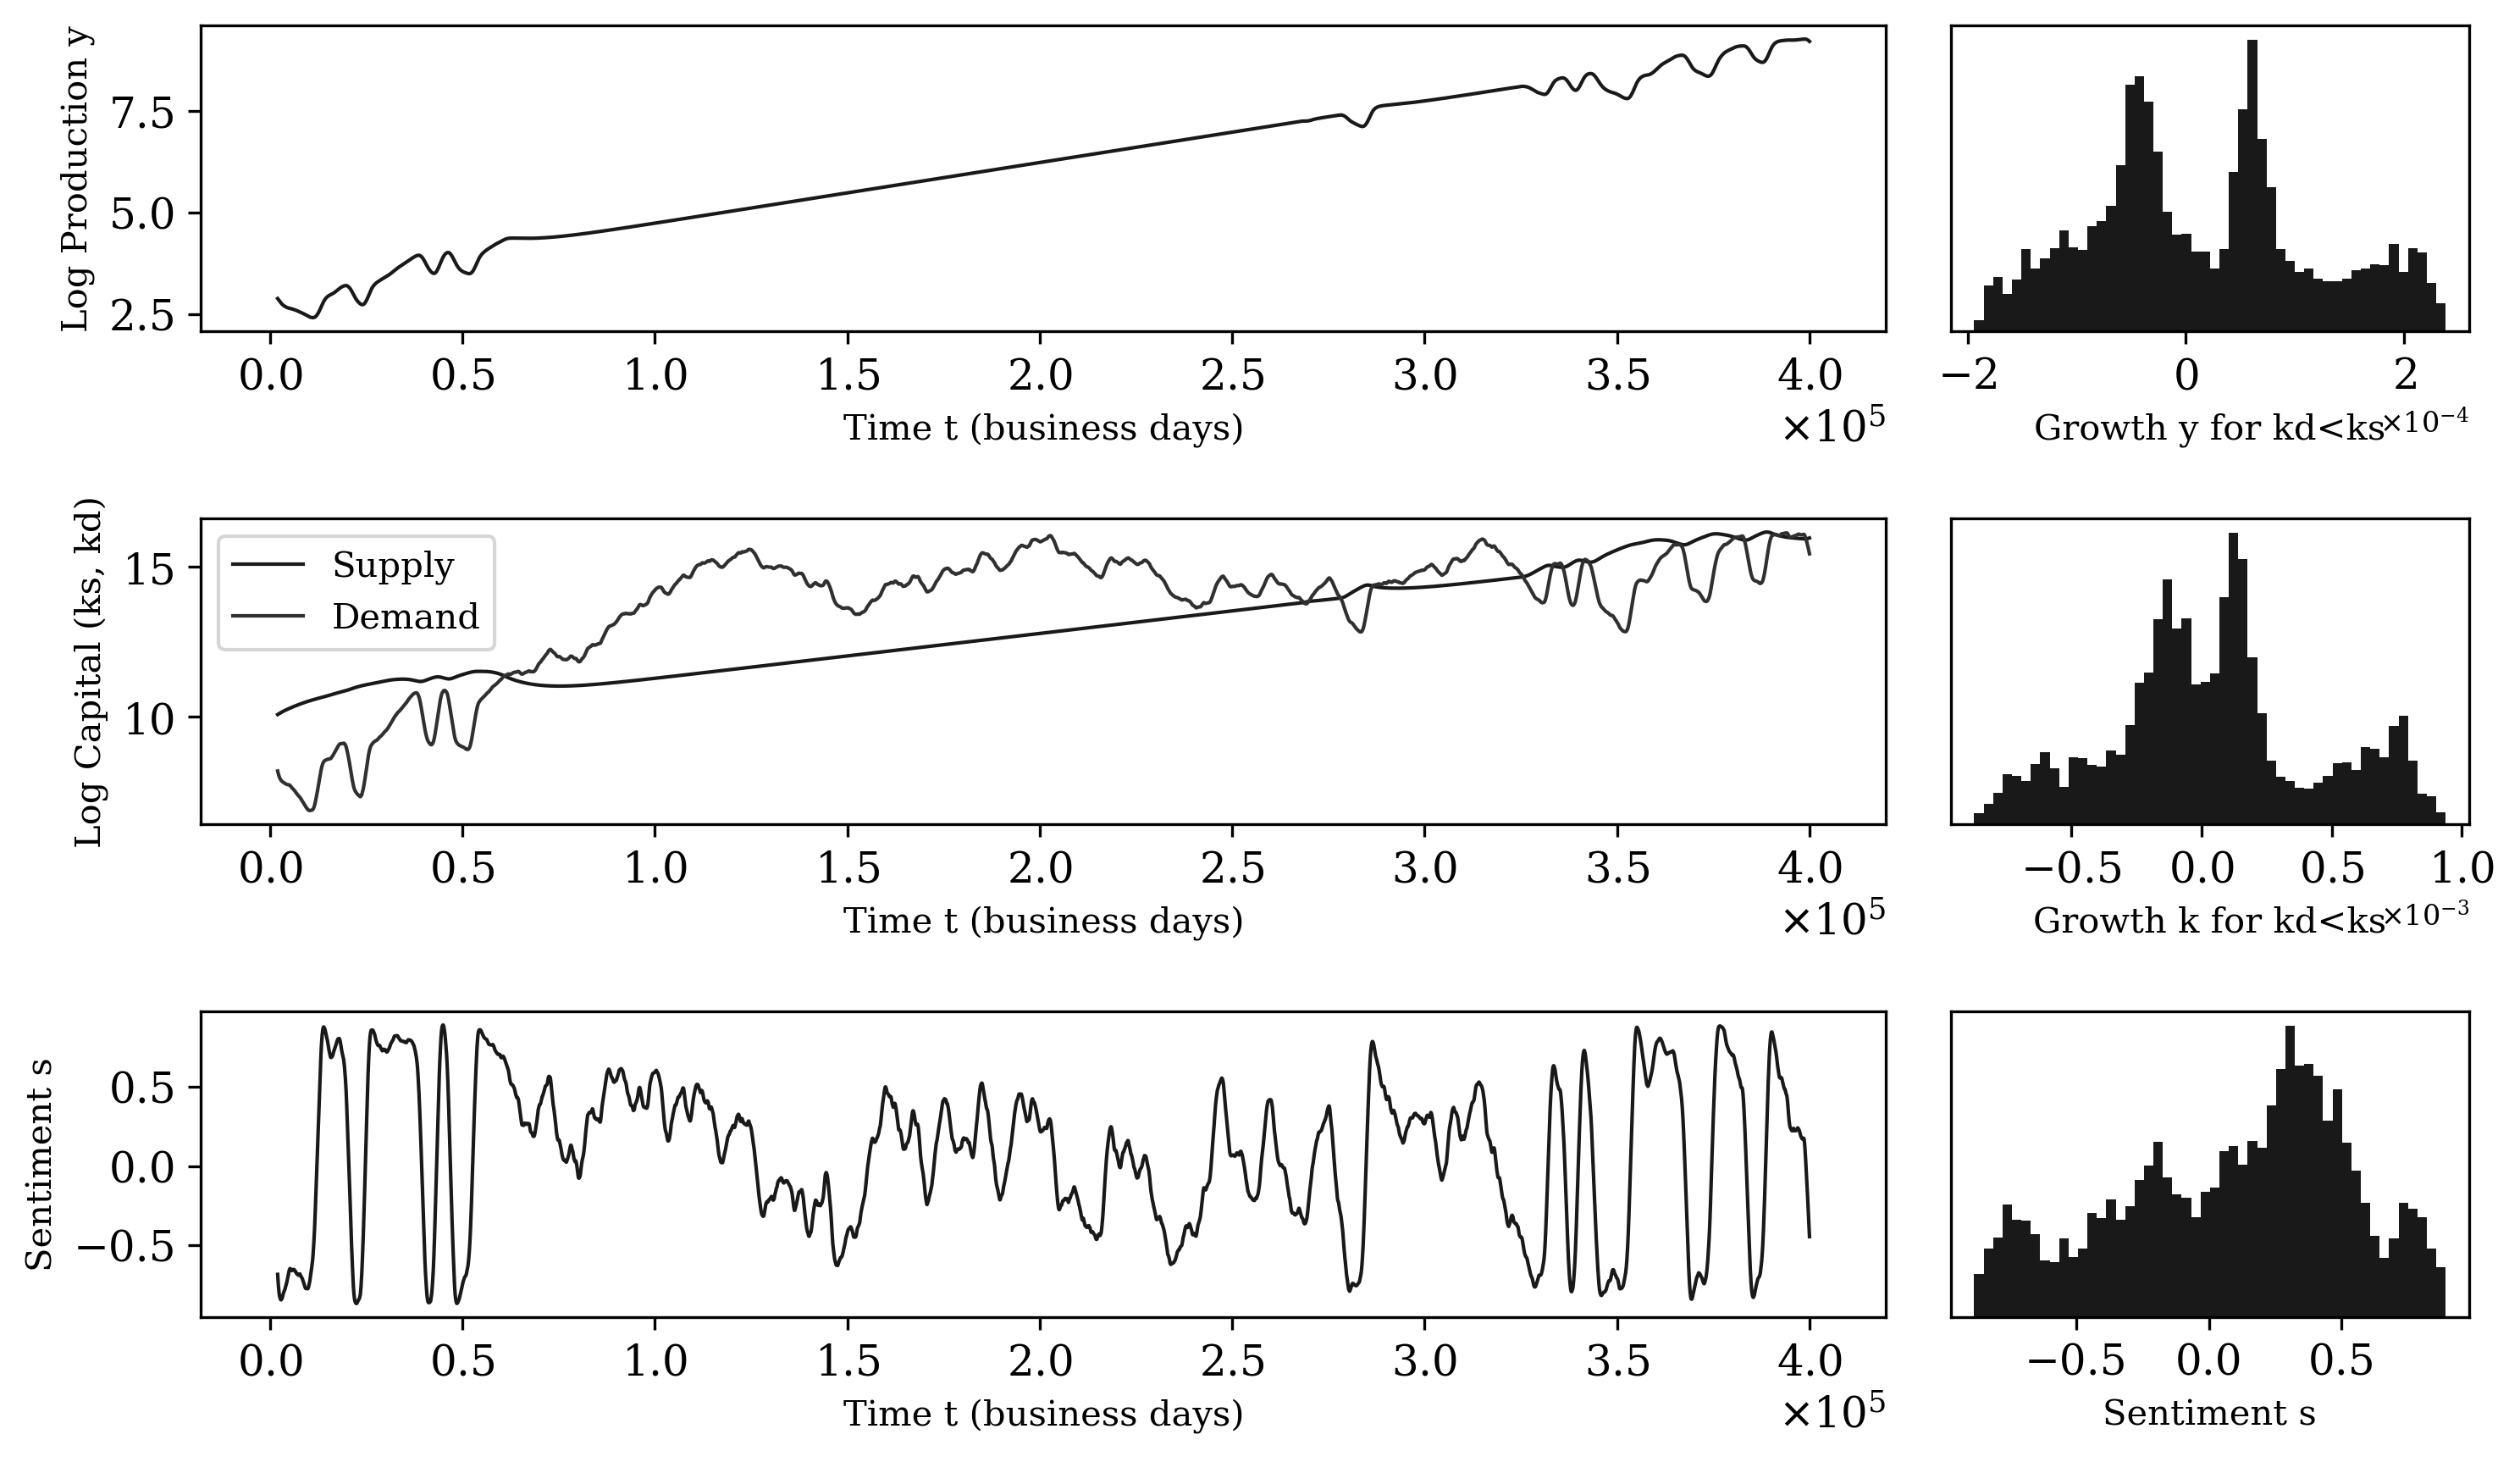 Log Production y
7.5
5.0
2.5
0.0 0.5 1.0 1.5 2.0 2.5 3.0 3.5 4.0
Time t (business days)
×10⁵
−2 0 2
Growth y for kd<ks
×10⁻⁴
Log Capital (ks, kd)
15
10
Supply
Demand
0.0 0.5 1.0 1.5 2.0 2.5 3.0 3.5 4.0
Time t (business days)
×10⁵
−0.5 0.0 0.5 1.0
Growth k for kd<ks
×10⁻³
Sentiment s
0.5
0.0
−0.5
0.0 0.5 1.0 1.5 2.0 2.5 3.0 3.5 4.0
Time t (business days)
×10⁵
−0.5 0.0 0.5
Sentiment s